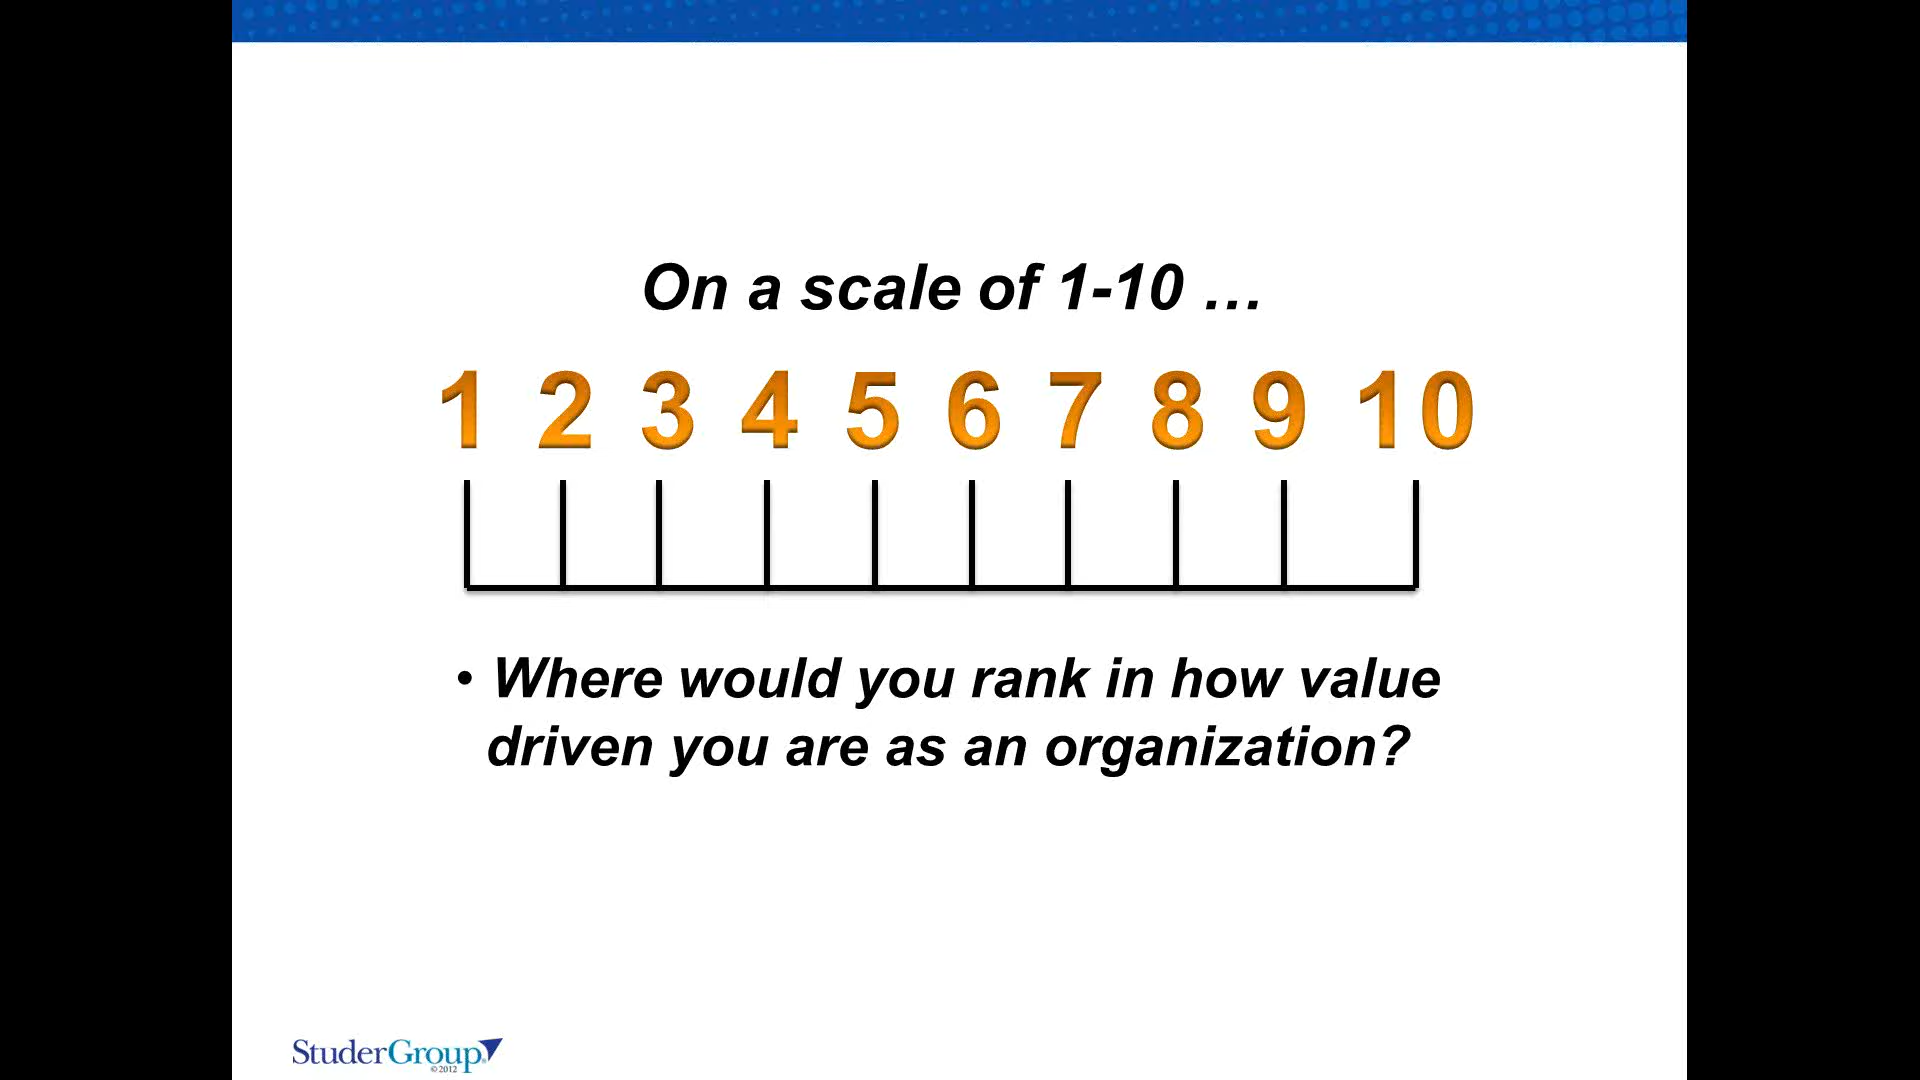 On a scale of 1-10 …
1 2 3 4 5 6 7 8 9 10
• Where would you rank in how value
driven you are as an organization?
StuderGroup®
© 2012